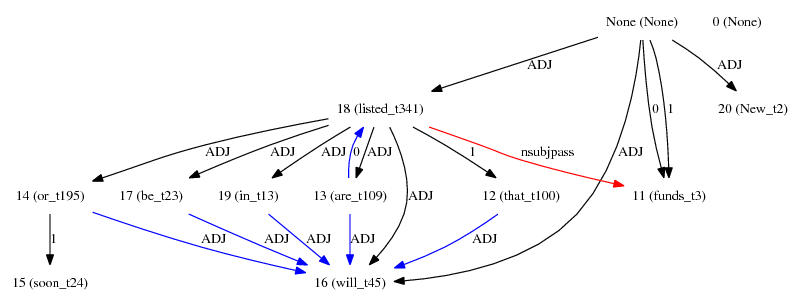 None (None) 0 (None)
ADJ 0 1 ADJ
18 (listed_t341) 20 (New_t2)
ADJ ADJ ADJ 0 ADJ ADJ 1 nsubjpass ADJ
14 (or_t195) 17 (be_t23) 19 (in_t13) 13 (are_t109) 12 (that_t100) 11 (funds_t3)
1 ADJ ADJ ADJ ADJ ADJ
15 (soon_t24) 16 (will_t45)